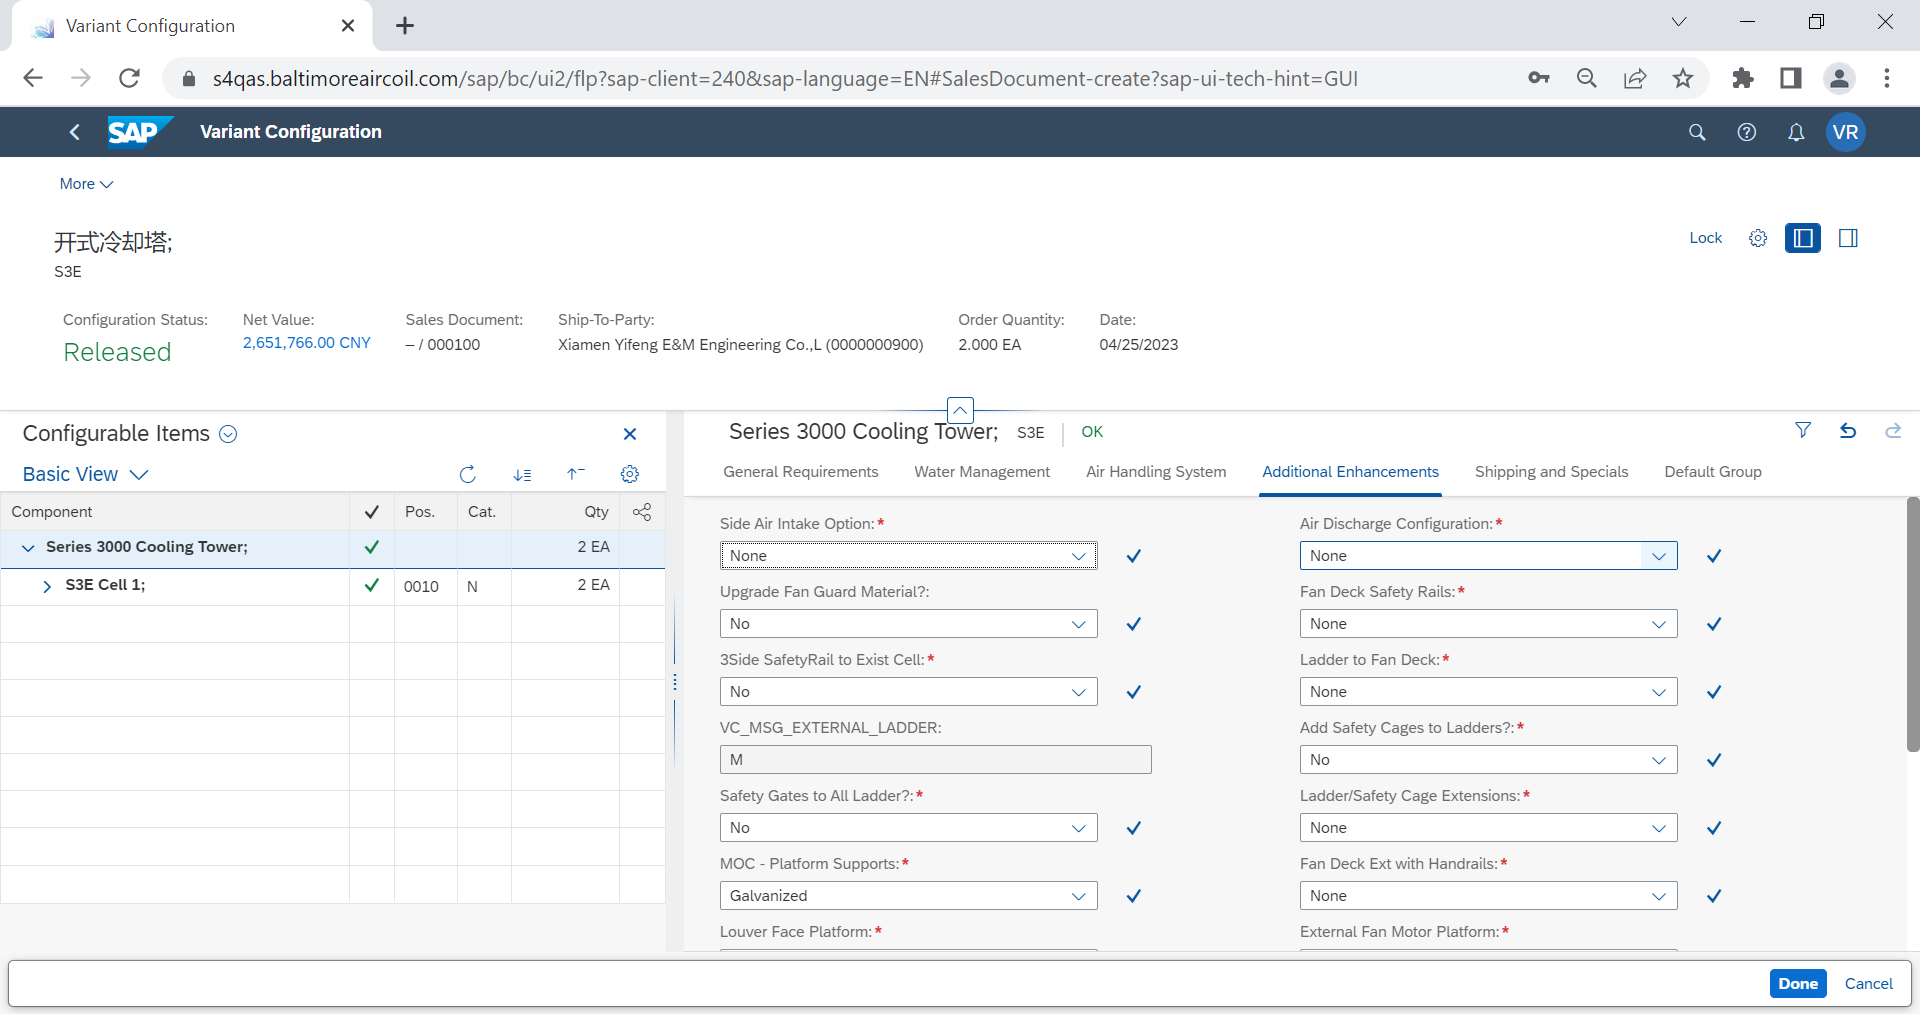 Variant Configuration
s4qas.baltimoreaircoil.com/sap/bc/ui2/flp?sap-client=240&sap-language=EN#SalesDocument-create?sap-ui-tech-hint=GUI
SAP Variant Configuration VR
More
开式冷却塔;
S3E
Lock
Configuration Status: Net Value: Sales Document: Ship-To-Party: Order Quantity: Date:
Released 2,651,766.00 CNY – / 000100 Xiamen Yifeng E&M Engineering Co.,L (0000000900) 2.000 EA 04/25/2023
Configurable Items
Basic View
Component Pos. Cat. Qty
Series 3000 Cooling Tower; 2 EA
S3E Cell 1; 0010 N 2 EA
Series 3000 Cooling Tower; S3E OK
General Requirements Water Management Air Handling System Additional Enhancements Shipping and Specials Default Group
Side Air Intake Option:* Air Discharge Configuration:*
None None
Upgrade Fan Guard Material?: Fan Deck Safety Rails:*
No None
3Side SafetyRail to Exist Cell:* Ladder to Fan Deck:*
No None
VC_MSG_EXTERNAL_LADDER: Add Safety Cages to Ladders?:*
M No
Safety Gates to All Ladder?:* Ladder/Safety Cage Extensions:*
No None
MOC - Platform Supports:* Fan Deck Ext with Handrails:*
Galvanized None
Louver Face Platform:* External Fan Motor Platform:*
Done Cancel